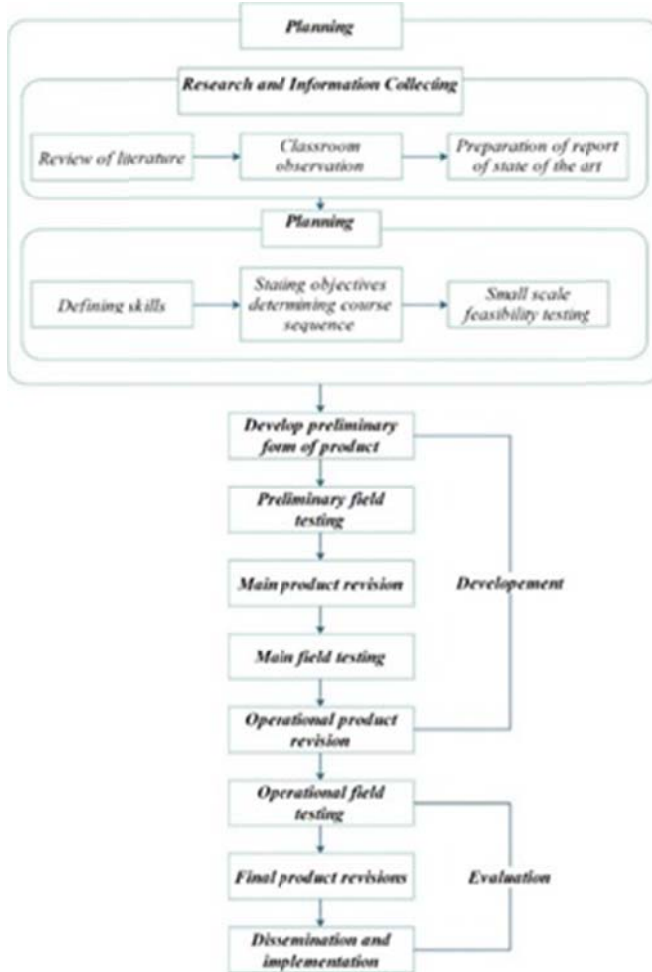 Planning
Research and Information Collecting
Review of literature
Classroom
observation
Preparation of report
of state of the art
Planning
Defining skills
Stating objectives
determining course
sequence
Small scale
feasibility testing
Develop preliminary
form of product
Preliminary field
testing
Main product revision
Developement
Main field testing
Operational product
revision
Operational field
testing
Final product revisions
Evaluation
Dissemination and
implementation